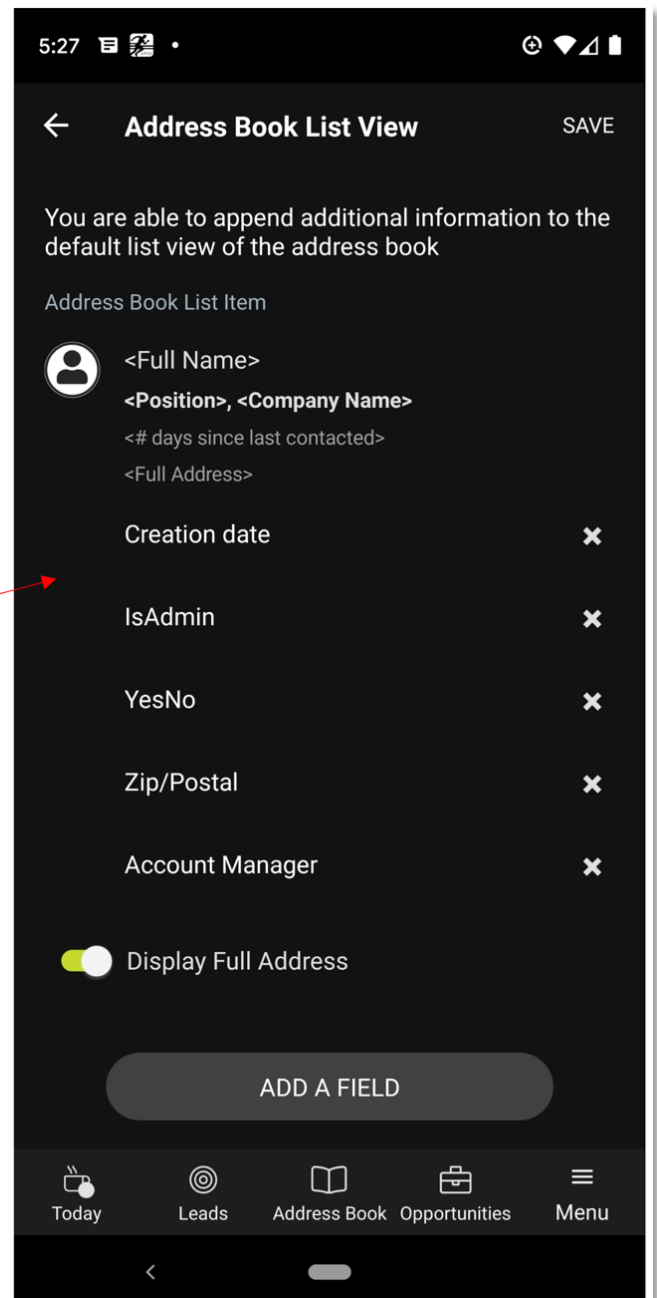 5:27
Address Book List View SAVE
You are able to append additional information to the
default list view of the address book
Address Book List Item
<Full Name>
<Position>, <Company Name>
<# days since last contacted>
<Full Address>
Creation date
IsAdmin
YesNo
Zip/Postal
Account Manager
Display Full Address
ADD A FIELD
Today Leads Address Book Opportunities Menu